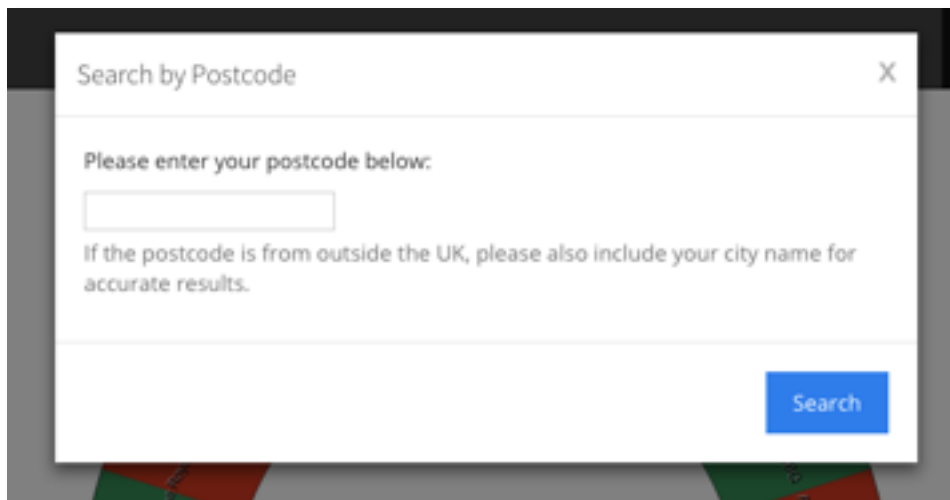 Search by Postcode
X
Please enter your postcode below:
If the postcode is from outside the UK, please also include your city name for
accurate results.
Search